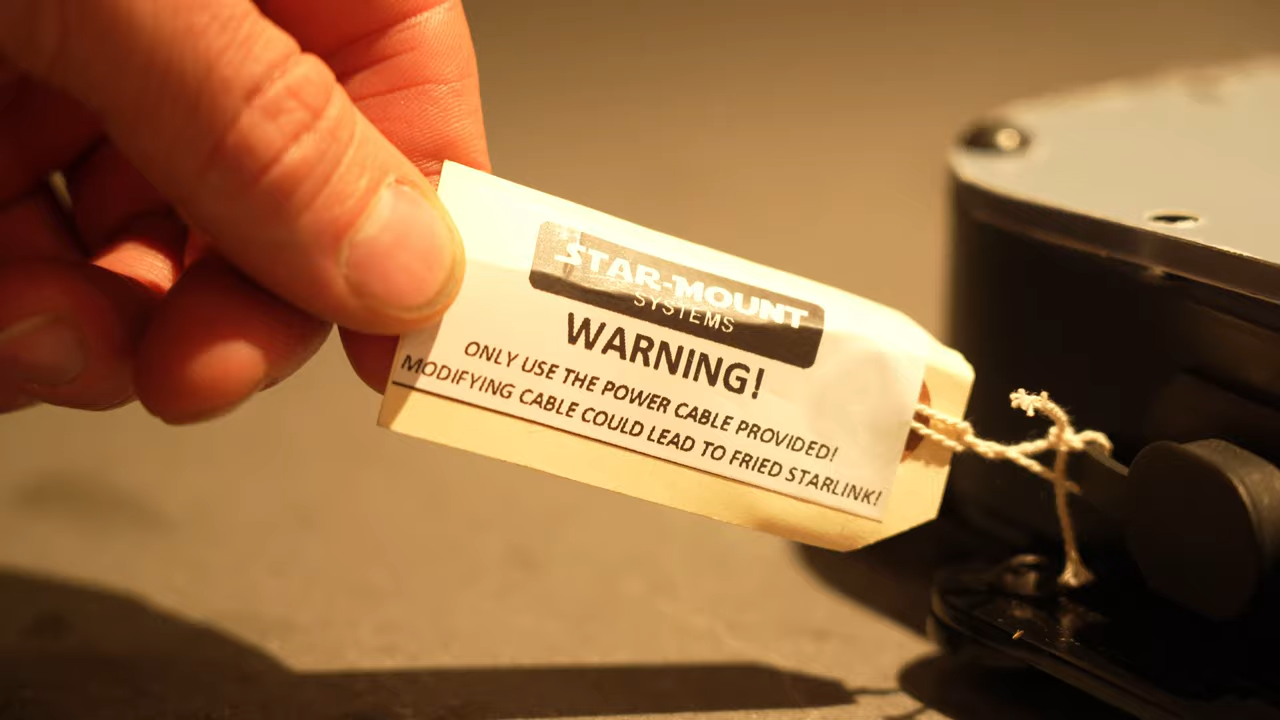 STAR-MOUNT
SYSTEMS
WARNING!
ONLY USE THE POWER CABLE PROVIDED!
MODIFYING CABLE COULD LEAD TO FRIED STARLINK!